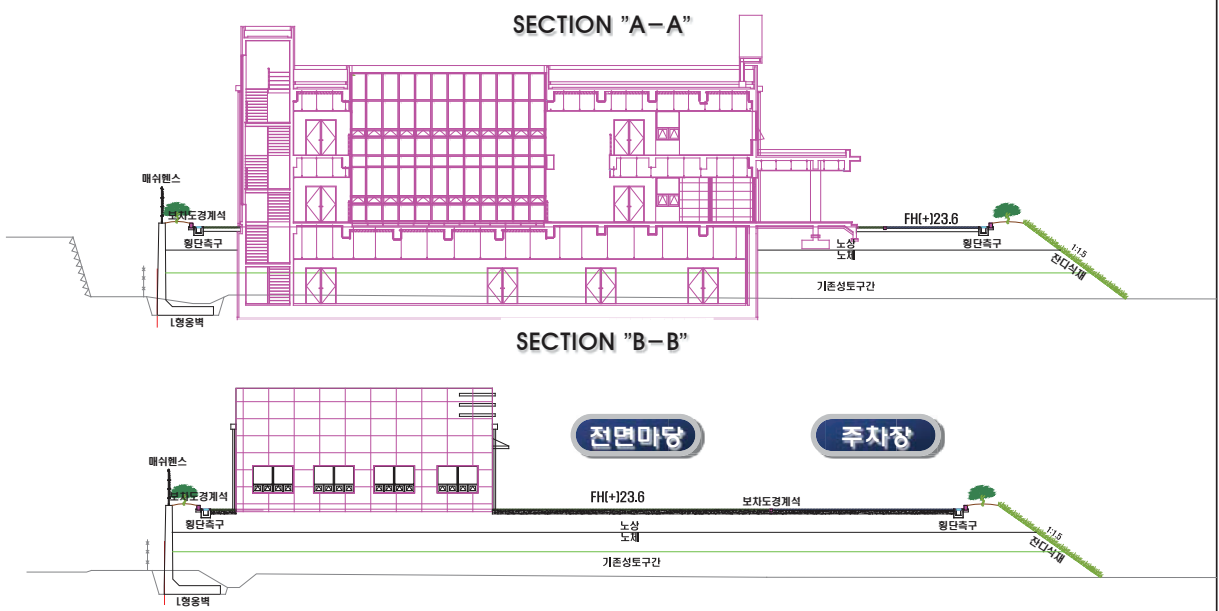 SECTION "A-A"
매쉬휀스
보차도경계석
횡단측구
L형옹벽
FH(+)23.6
노상
노체
횡단측구
1:1.5
잔디식재
기존성토구간
SECTION "B-B"
전면마당
주차장
매쉬휀스
보차도경계석
횡단측구
L형옹벽
FH(+)23.6
보차도경계석
노상
노체
횡단측구
1:1.5
잔디식재
기존성토구간